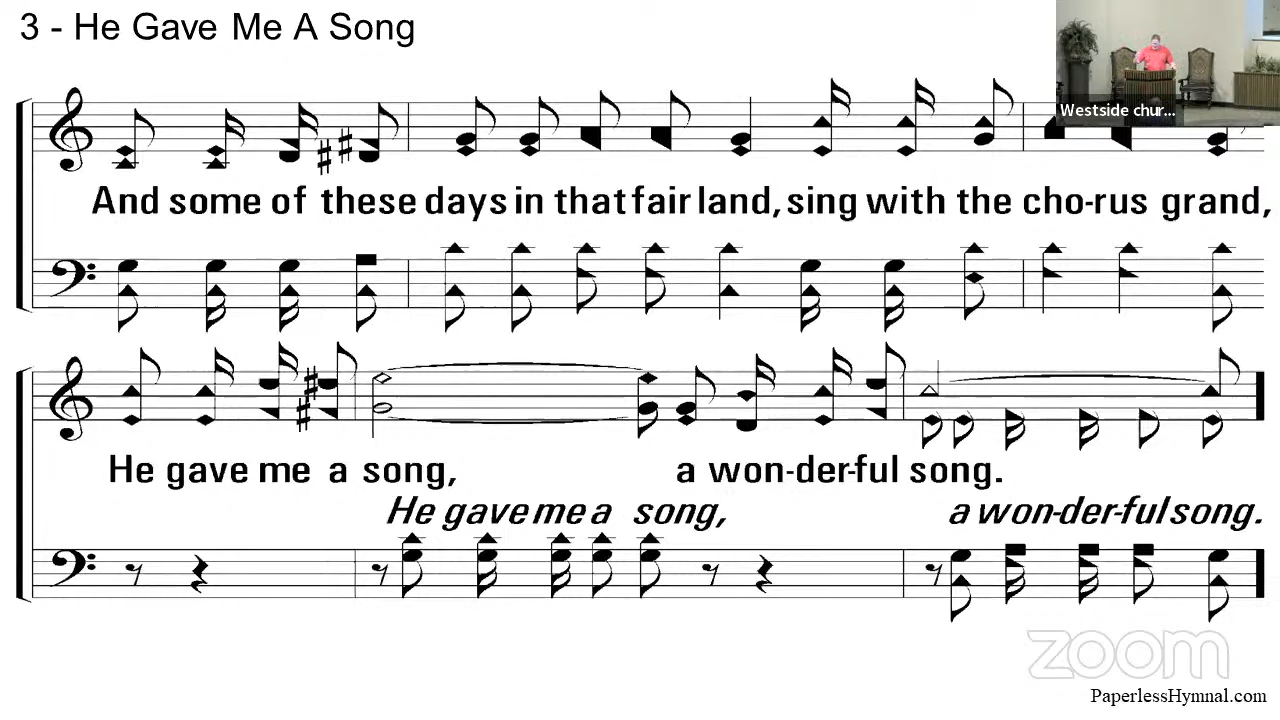 3 - He Gave Me A Song
Westside chur...
And some of these days in that fair land, sing with the cho-rus grand,
He gave me a song, a won-der-ful song.
He gave me a song, a won-der-ful song.
zoom
PaperlessHymnal.com